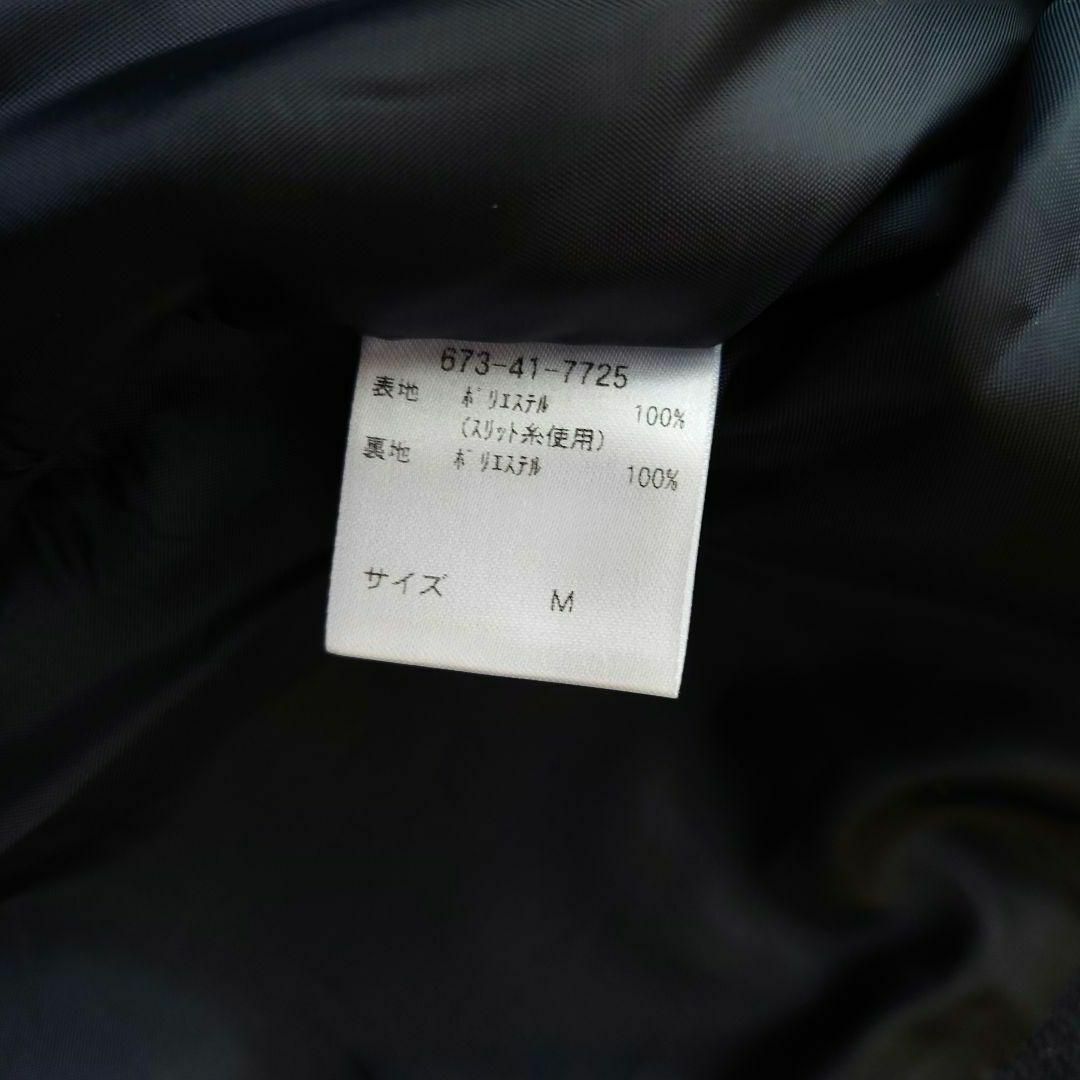 673-41-7725
表地 ポリエステル 100%
(スリット糸使用)
裏地 ポリエステル 100%
サイズ M